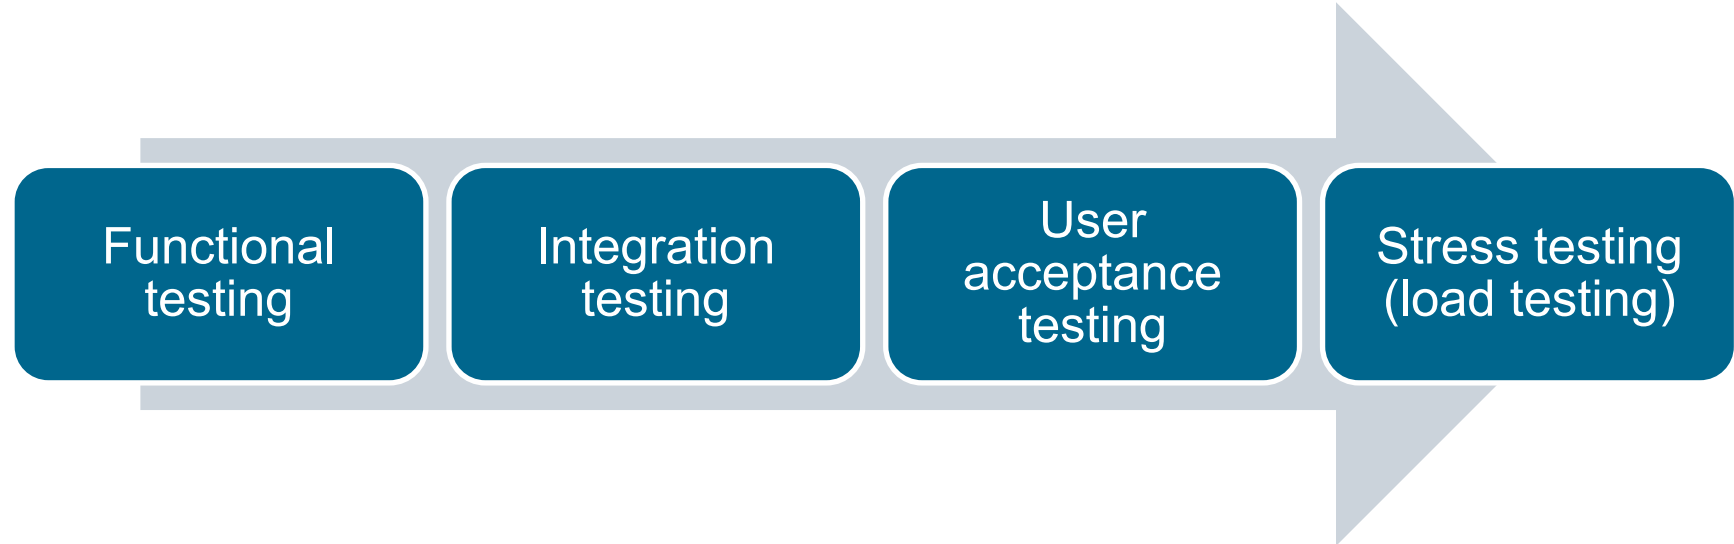 Functional
testing
Integration
testing
User
acceptance
testing
Stress testing
(load testing)